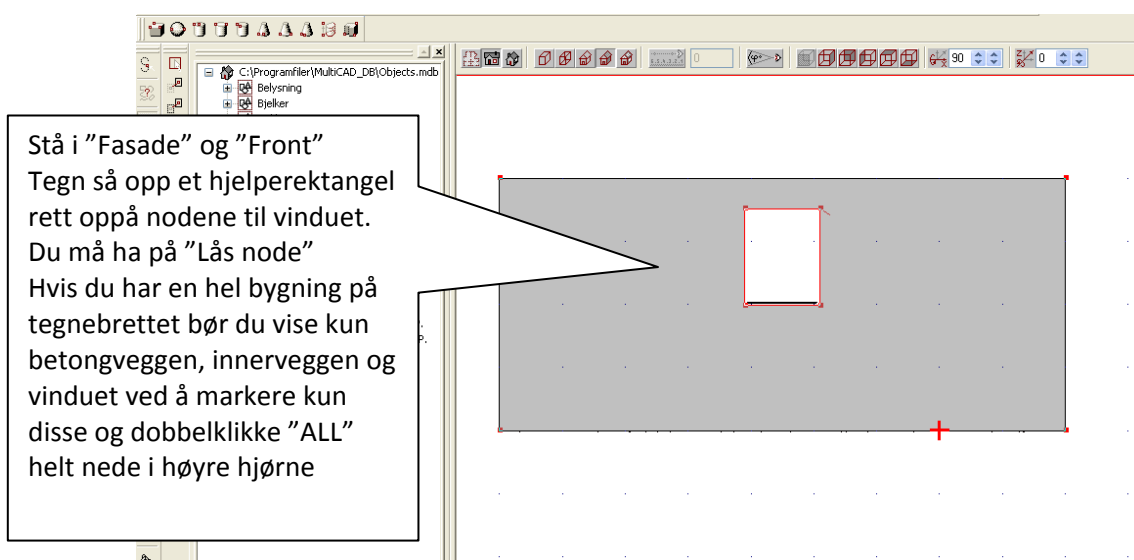 C:\Programfiler\MultiCAD_DB\Objects.mdb
Belysning
Bjelker
0
90
0
ALL
Stå i ”Fasade” og ”Front”
Tegn så opp et hjelperektangel
rett oppå nodene til vinduet.
Du må ha på ”Lås node”
Hvis du har en hel bygning på
tegnebrettet bør du vise kun
betongveggen, innerveggen og
vinduet ved å markere kun
disse og dobbelklikke ”ALL”
helt nede i høyre hjørne